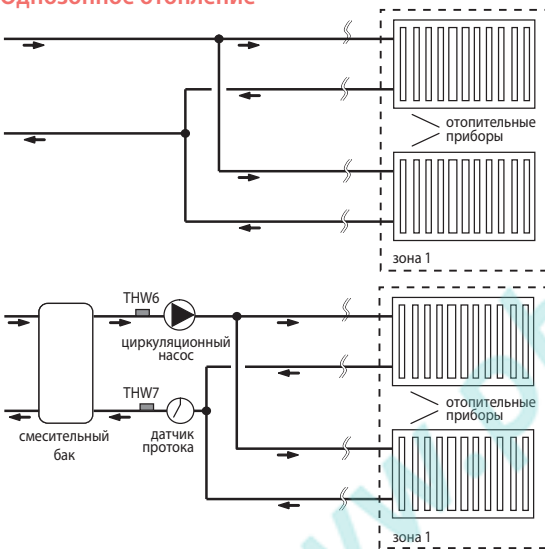 Однозонное отопление
отопительные
приборы
зона 1
THW6
циркуляционный
насос
THW7
смесительный
бак
датчик
протока
отопительные
приборы
зона 1